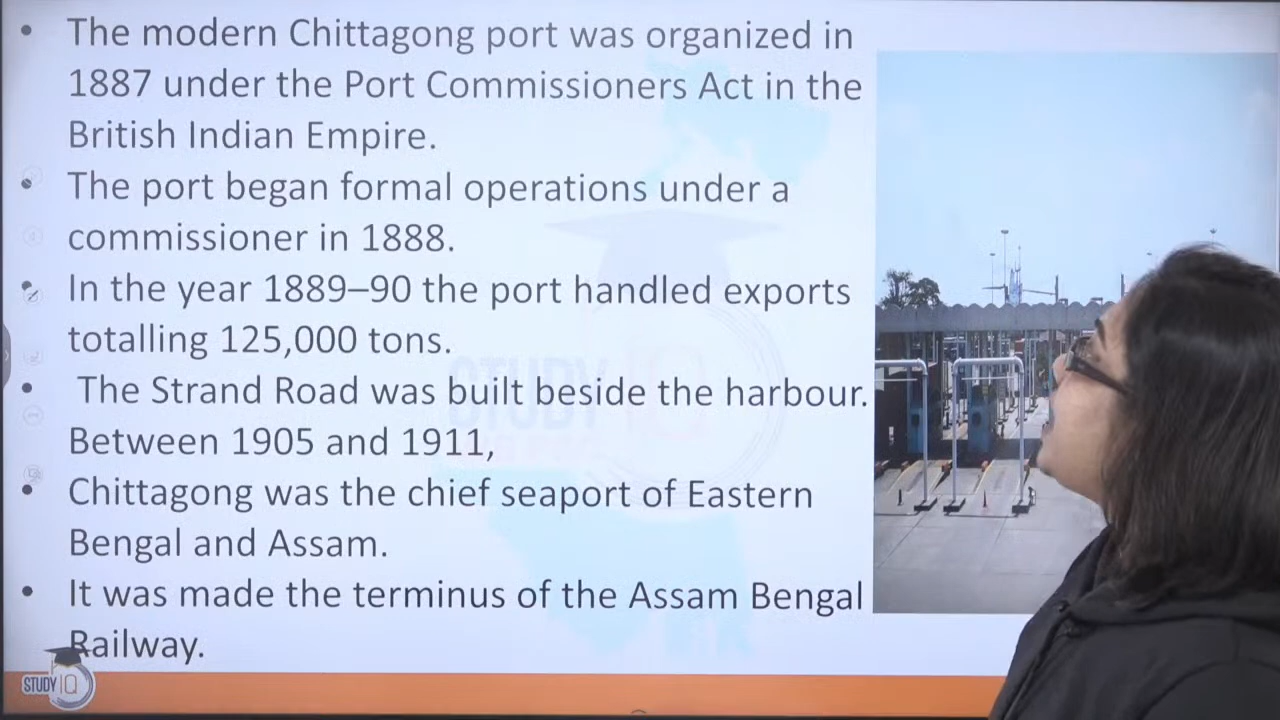 • The modern Chittagong port was organized in
1887 under the Port Commissioners Act in the
British Indian Empire.
• The port began formal operations under a
commissioner in 1888.
• In the year 1889–90 the port handled exports
totalling 125,000 tons.
• The Strand Road was built beside the harbour.
Between 1905 and 1911,
• Chittagong was the chief seaport of Eastern
Bengal and Assam.
• It was made the terminus of the Assam Bengal
Railway.
STUDY IQ
STUDY IQ